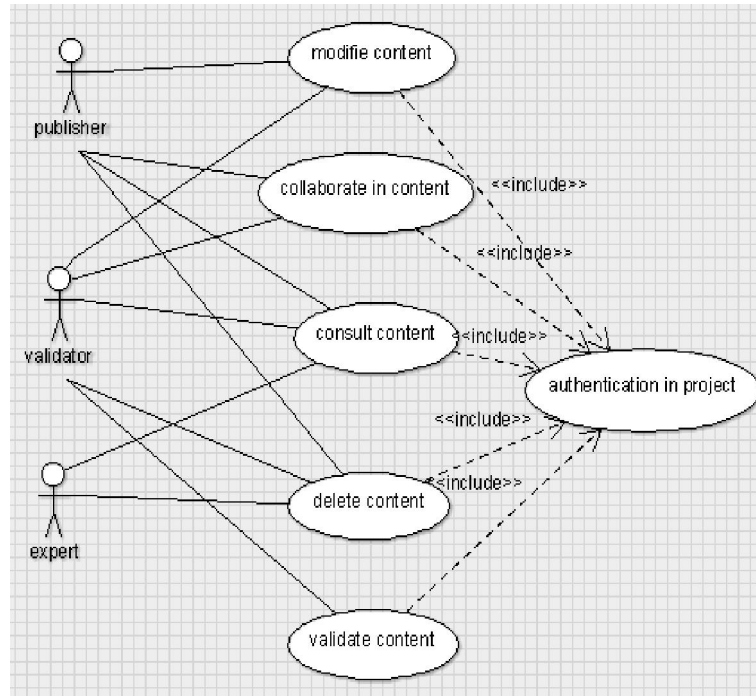 modifie content
publisher
<<include>>
collaborate in content
<<include>>
validator
consult content
<<include>>
authentication in project
<<include>>
expert
delete content
<<include>>
validate content